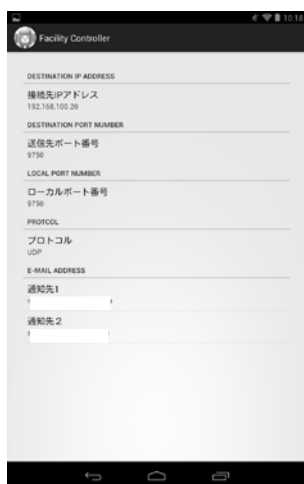 10:18
Facility Controller
DESTINATION IP ADDRESS
接続先IPアドレス
192.168.100.20
DESTINATION PORT NUMBER
送信先ポート番号
9750
LOCAL PORT NUMBER
ローカルポート番号
9750
PROTCOL
プロトコル
UDP
E-MAIL ADDRESS
通知先1
通知先2